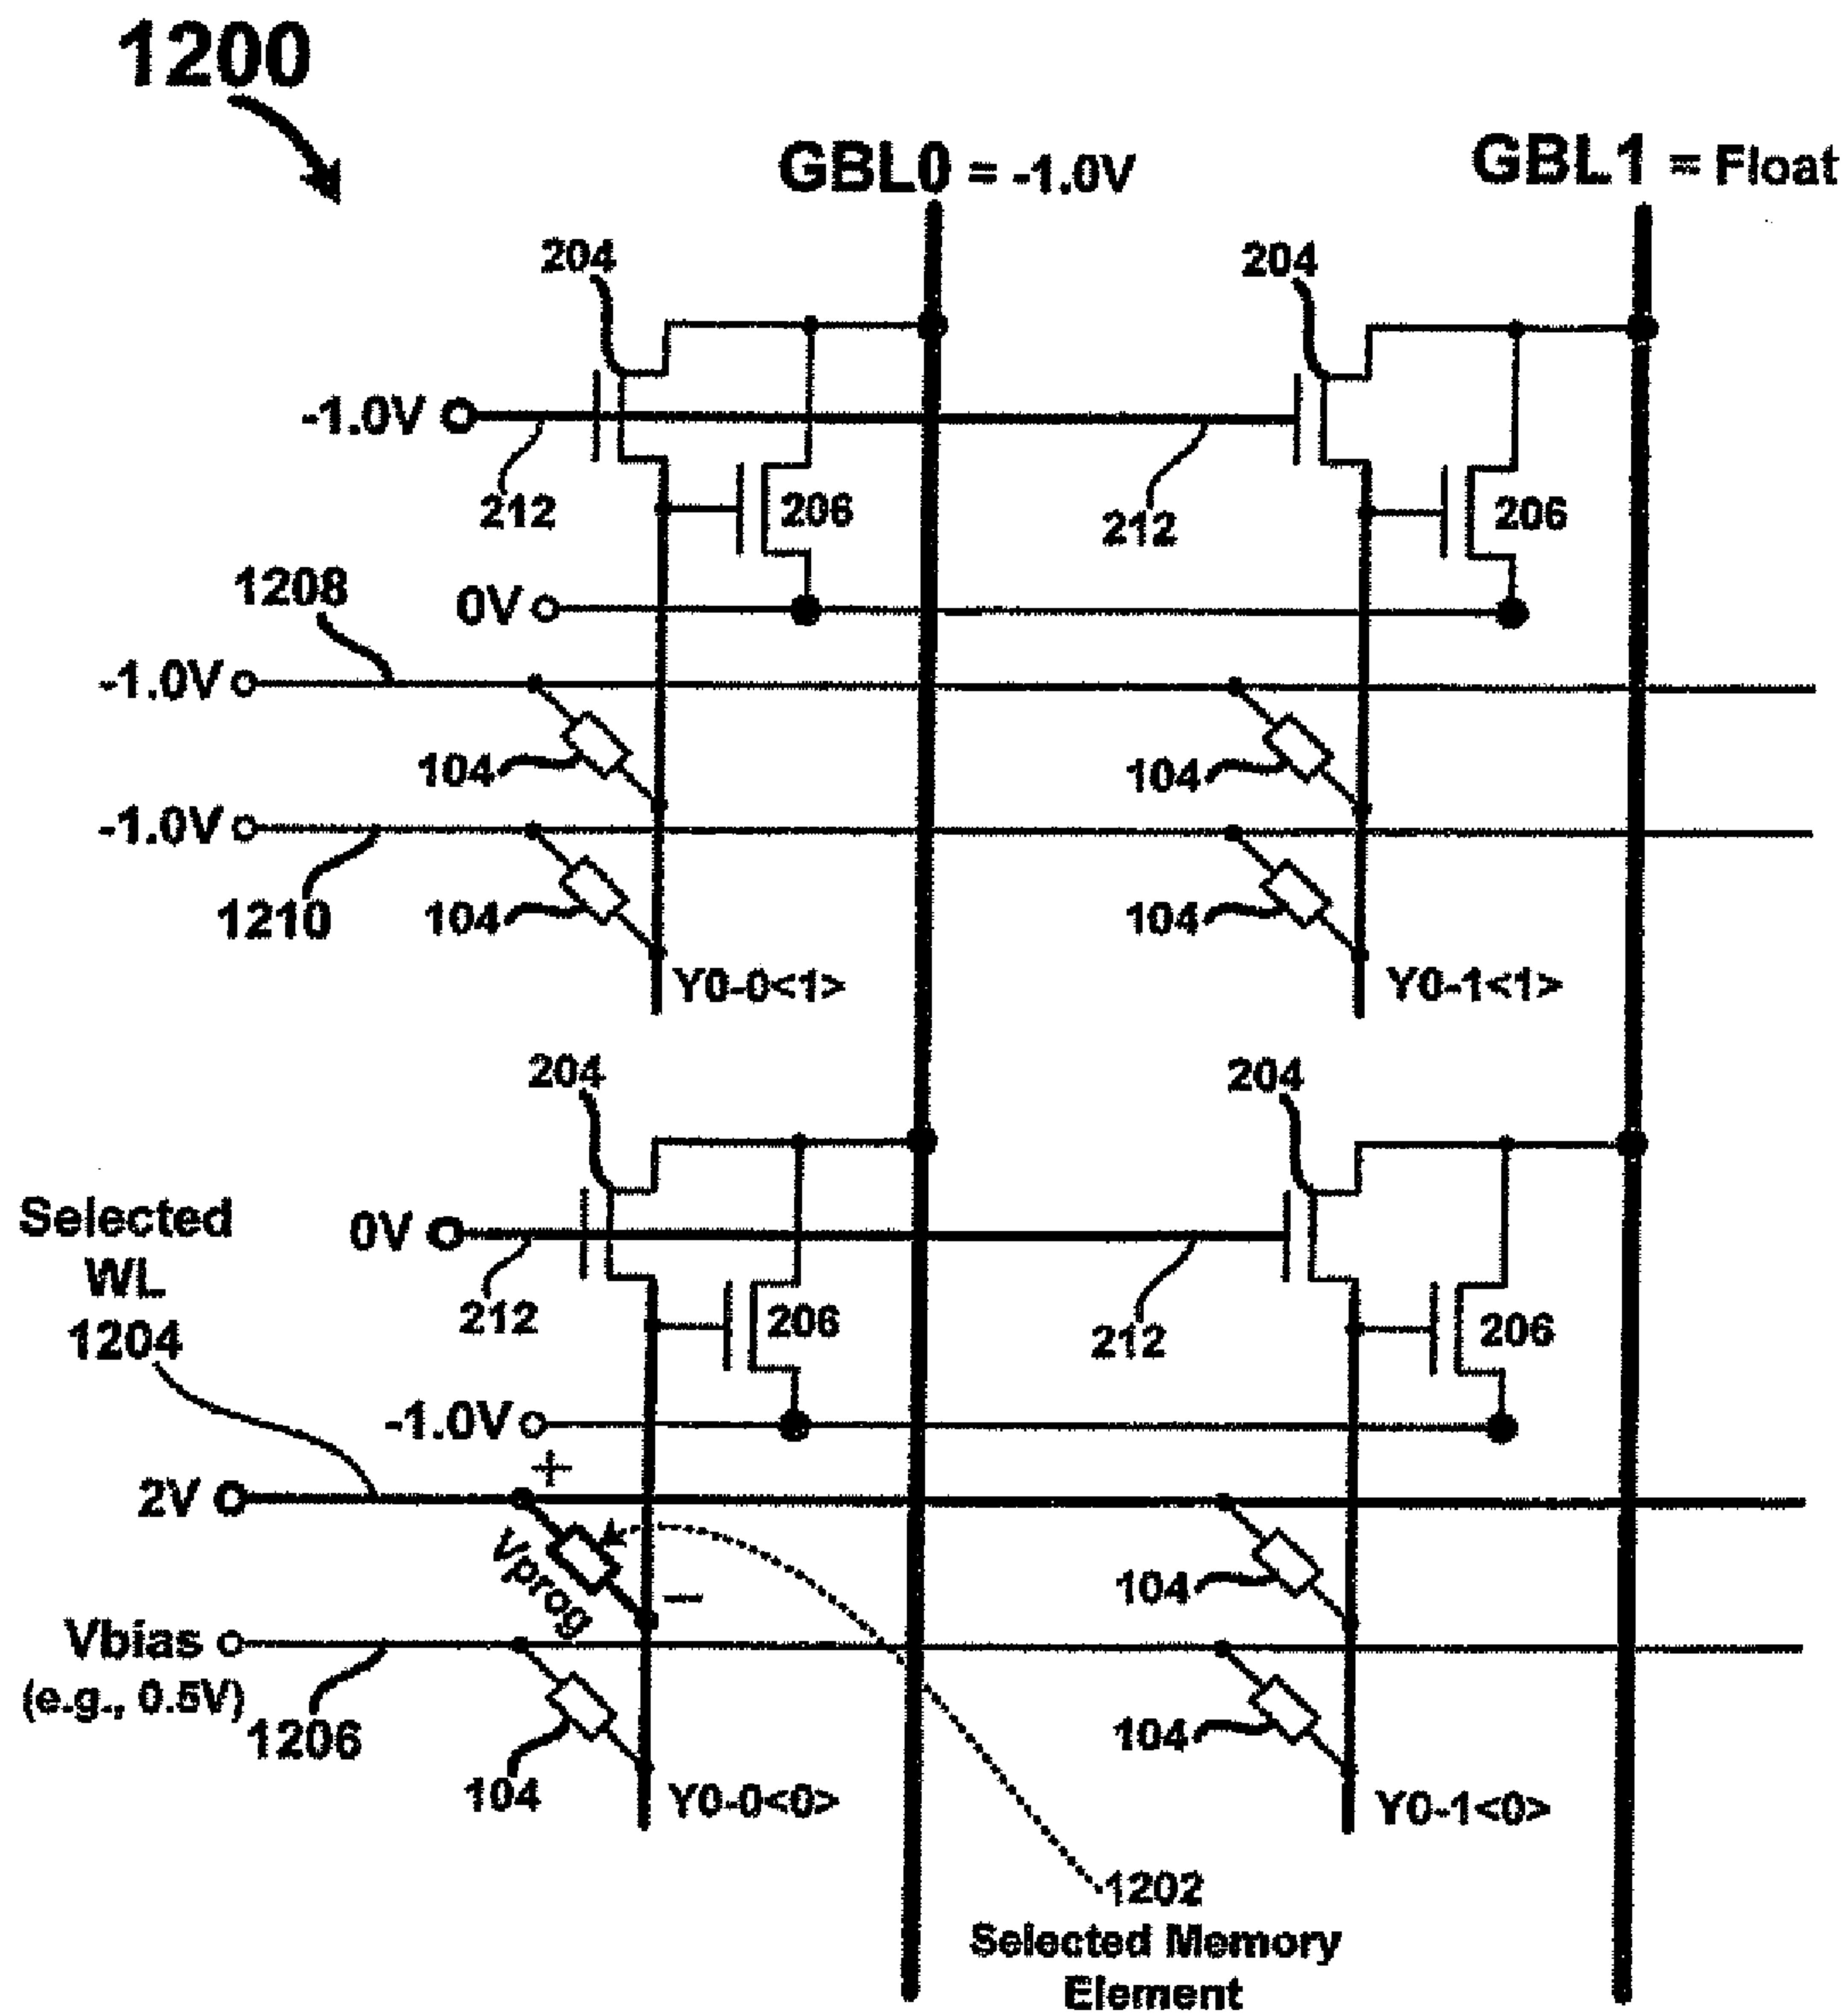 1200
GBL0 = -1.0V
GBL1 = Float
204
204
-1.0V
212
206
212
206
1208
0V
-1.0V
104
104
-1.0V
1210
104
104
Y0-0<1>
Y0-1<1>
204
204
Selected
WL
1204
0V
212
206
212
206
-1.0V
+
2V
Vprog
−
104
Vbias
(e.g., 0.5V)
1206
104
104
Y0-0<0>
Y0-1<0>
1202
Selected Memory
Element